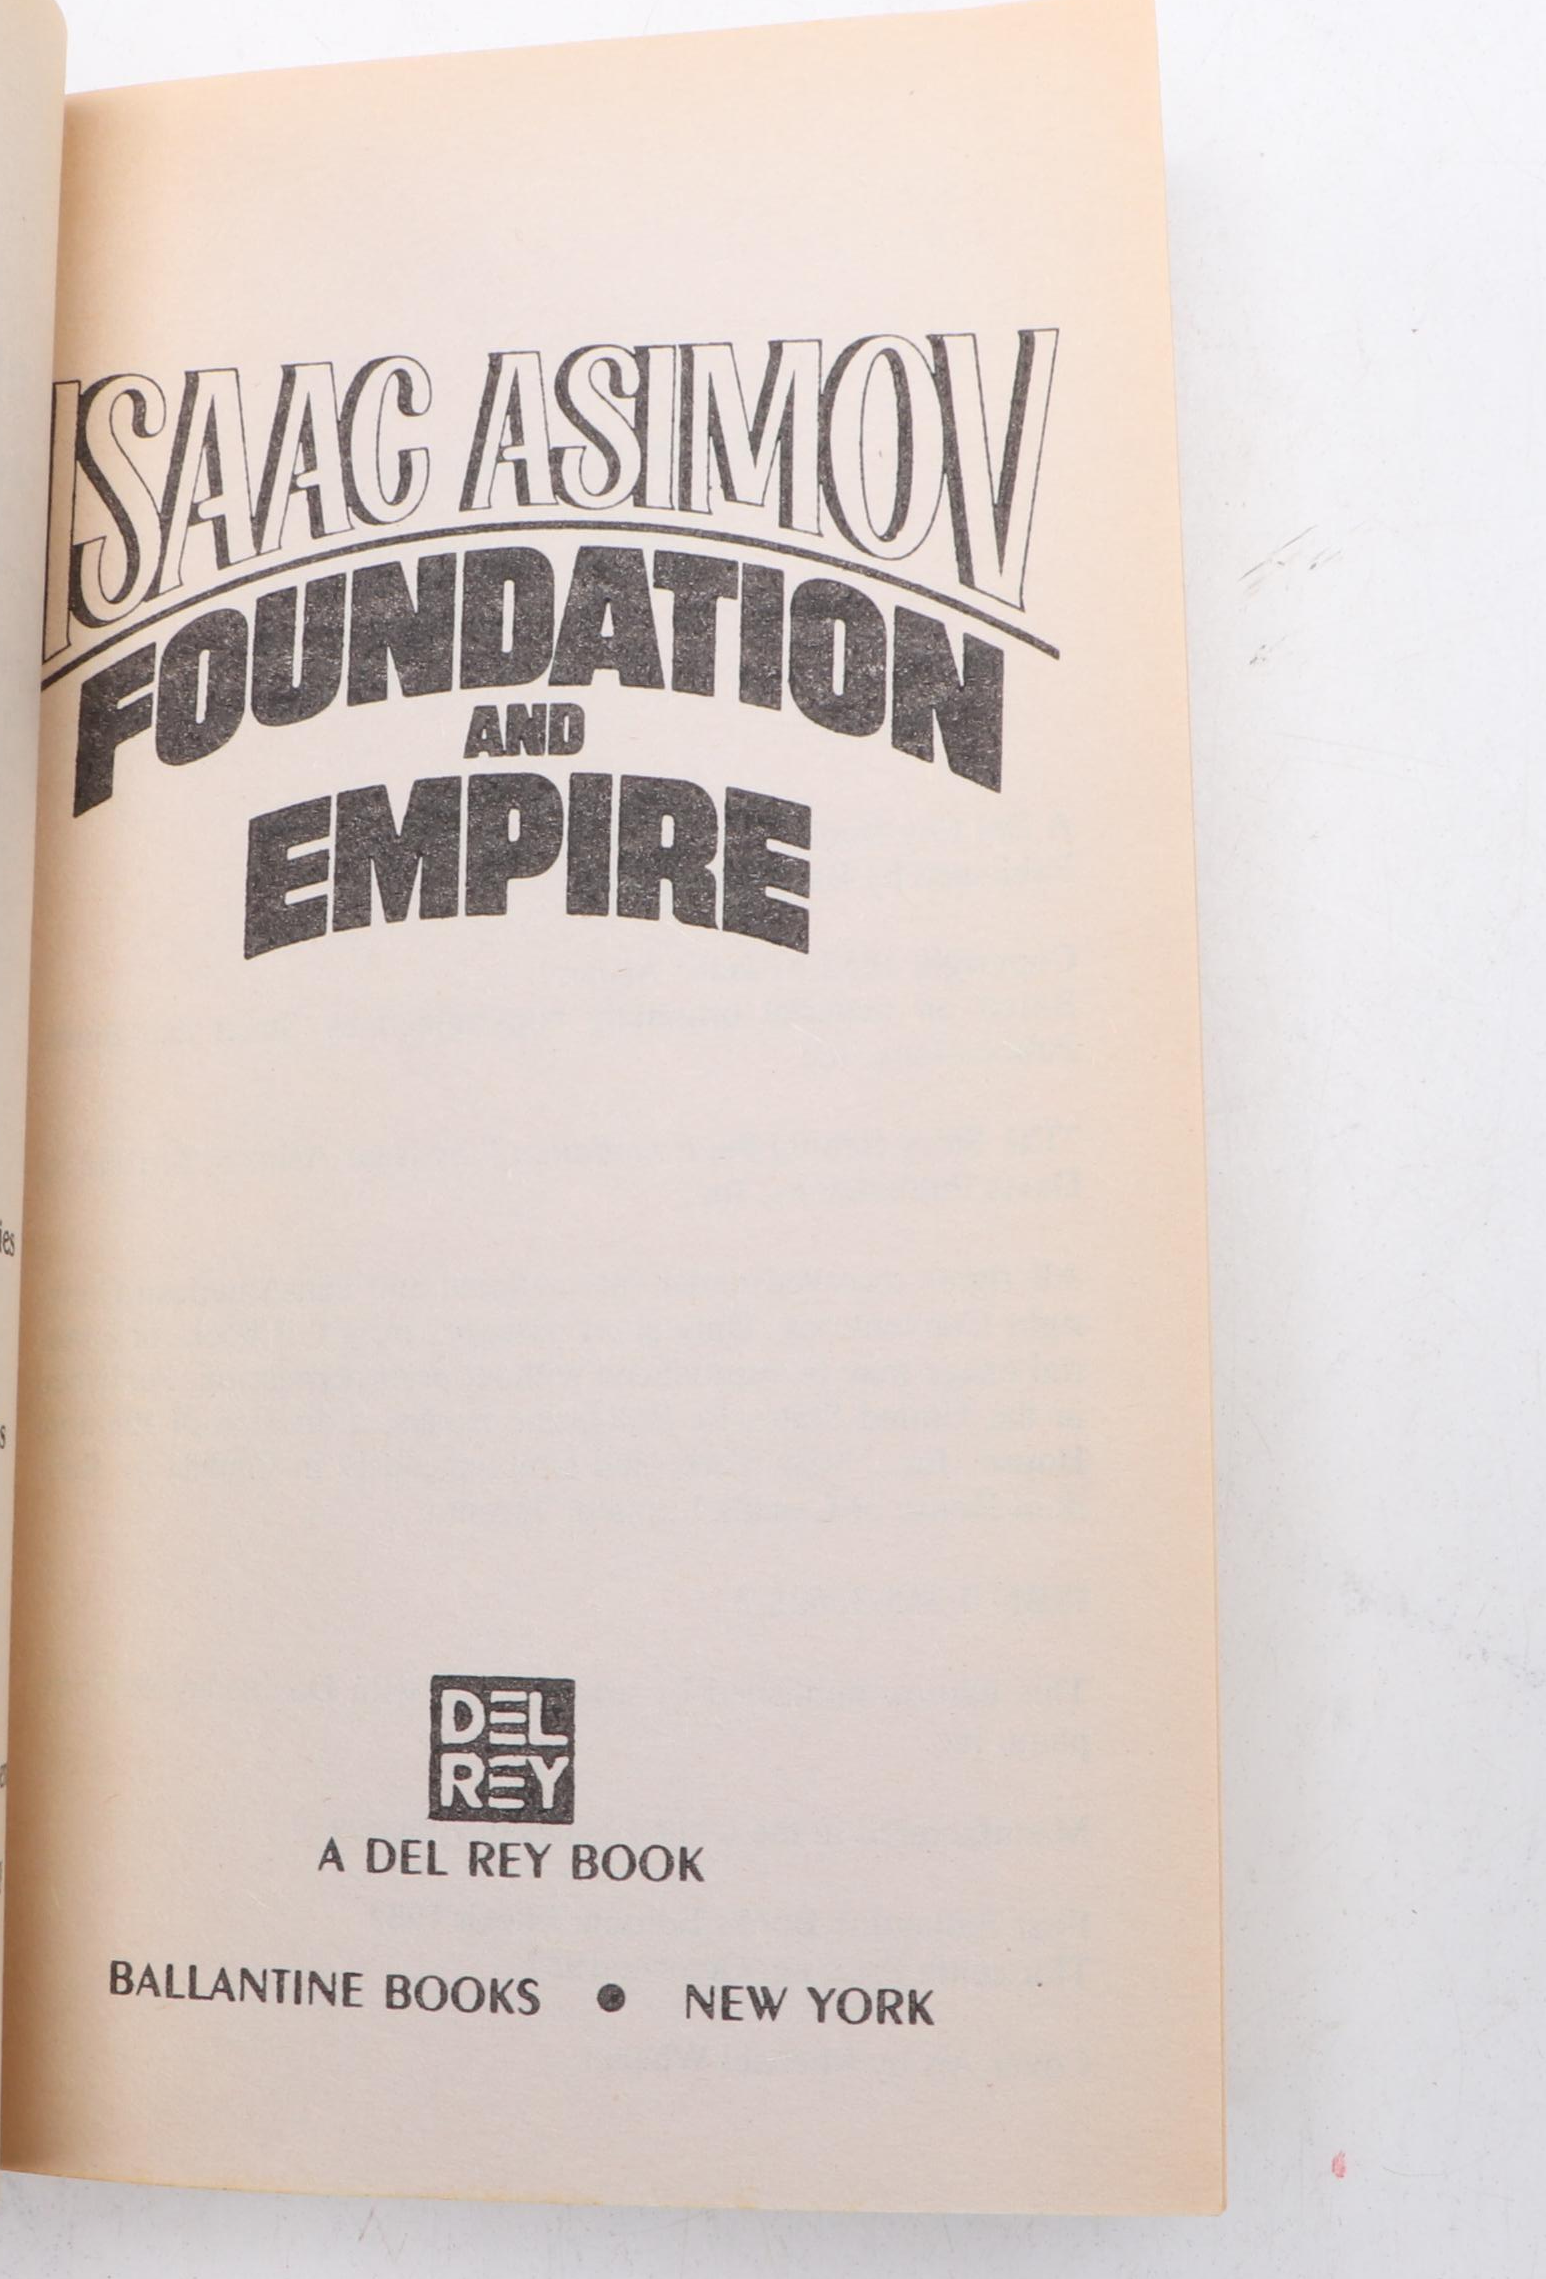 ISAAC ASIMOV
FOUNDATION
AND
EMPIRE
DEL
REY
A DEL REY BOOK
BALLANTINE BOOKS • NEW YORK